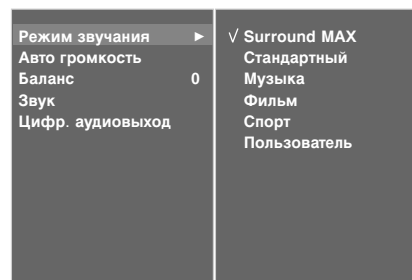 Режим звучания ►
Авто громкость
Баланс 0
Звук
Цифр. аудиовыход
√ Surround MAX
Стандартный
Музыка
Фильм
Спорт
Пользователь